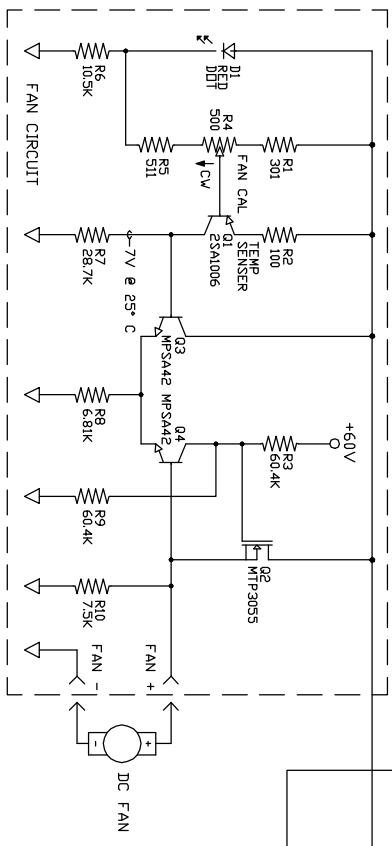 +60V
D1
RED
DOT
R1
301
R2
100
R3
60.4K
Q2
MTP3055
R4
500
FAN CAL
CW
TEMP
SENSER
Q1
2SA1006
R5
511
Q3
MPSA42
Q4
MPSA42
~7V @ 25° C
R6
10.5K
R7
28.7K
R8
6.81K
R9
60.4K
R10
7.5K
FAN +
FAN -
+
-
DC FAN
FAN CIRCUIT